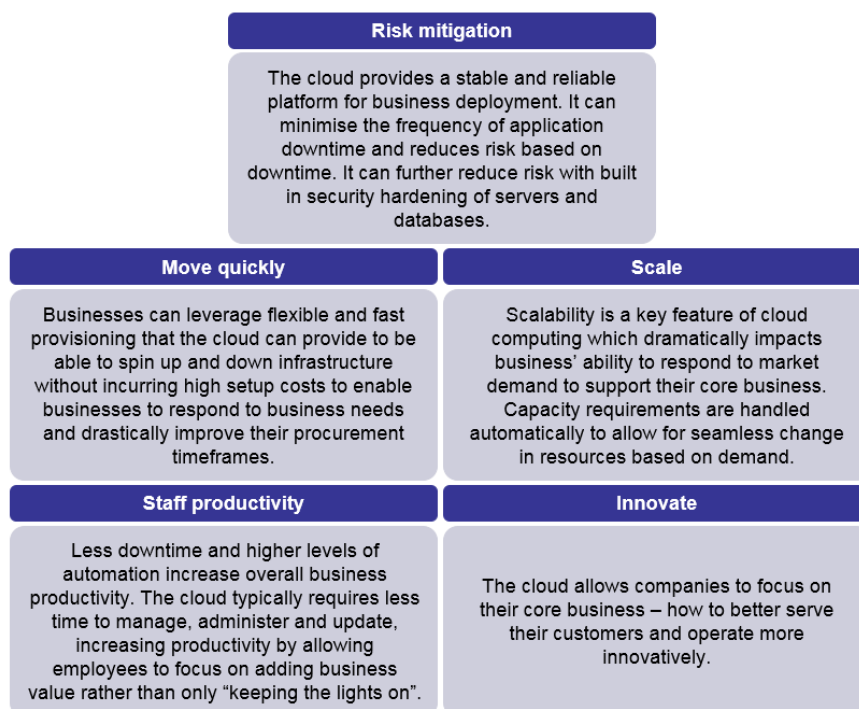 Risk mitigation
The cloud provides a stable and reliable
platform for business deployment. It can
minimise the frequency of application
downtime and reduces risk based on
downtime. It can further reduce risk with built
in security hardening of servers and
databases.
Move quickly
Businesses can leverage flexible and fast
provisioning that the cloud can provide to be
able to spin up and down infrastructure
without incurring high setup costs to enable
businesses to respond to business needs
and drastically improve their procurement
timeframes.
Scale
Scalability is a key feature of cloud
computing which dramatically impacts
business’ ability to respond to market
demand to support their core business.
Capacity requirements are handled
automatically to allow for seamless change
in resources based on demand.
Staff productivity
Less downtime and higher levels of
automation increase overall business
productivity. The cloud typically requires less
time to manage, administer and update,
increasing productivity by allowing
employees to focus on adding business
value rather than only “keeping the lights on”.
Innovate
The cloud allows companies to focus on
their core business – how to better serve
their customers and operate more
innovatively.